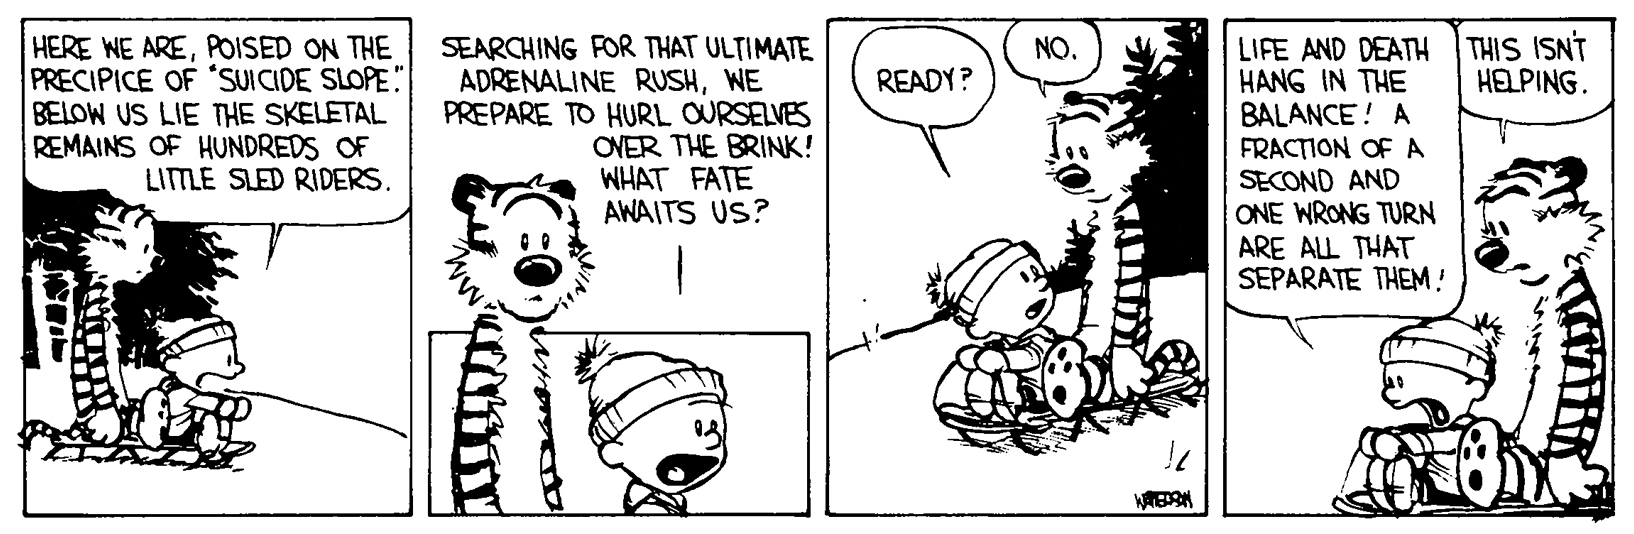 HERE WE ARE, POISED ON THE
PRECIPICE OF "SUICIDE SLOPE".
BELOW US LIE THE SKELETAL
REMAINS OF HUNDREDS OF
LITTLE SLED RIDERS.
SEARCHING FOR THAT ULTIMATE
ADRENALINE RUSH, WE
PREPARE TO HURL OURSELVES
OVER THE BRINK!
WHAT FATE
AWAITS US?
READY?
NO.
WATTERSON
LIFE AND DEATH
HANG IN THE
BALANCE! A
FRACTION OF A
SECOND AND
ONE WRONG TURN
ARE ALL THAT
SEPARATE THEM!
THIS ISN'T
HELPING.